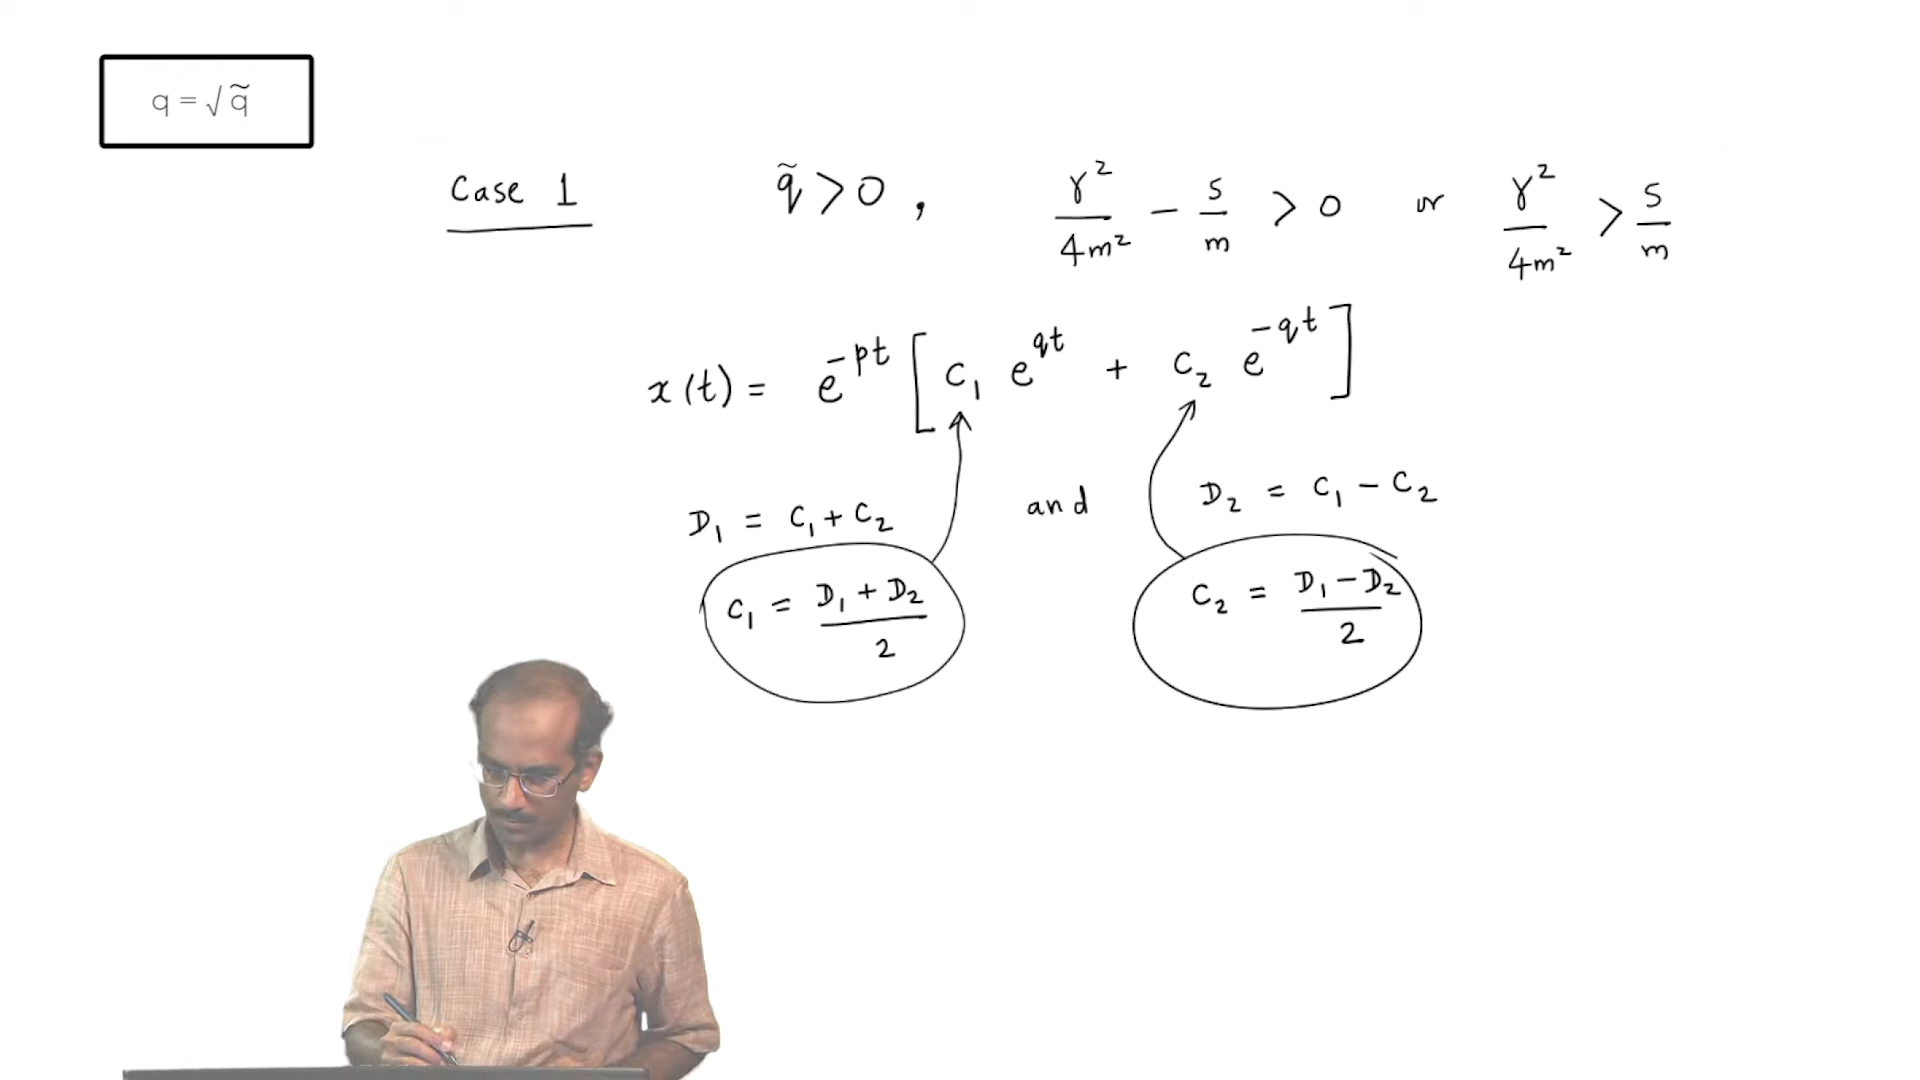 q = √q̃
Case 1    q̃ > 0 ,    γ²/4m² − s/m > 0 or γ²/4m² > s/m
x(t) = e^{−pt} [ C₁ e^{qt} + C₂ e^{−qt} ]
D₁ = C₁ + C₂ and D₂ = C₁ − C₂
C₁ = (D₁ + D₂)/2    C₂ = (D₁ − D₂)/2